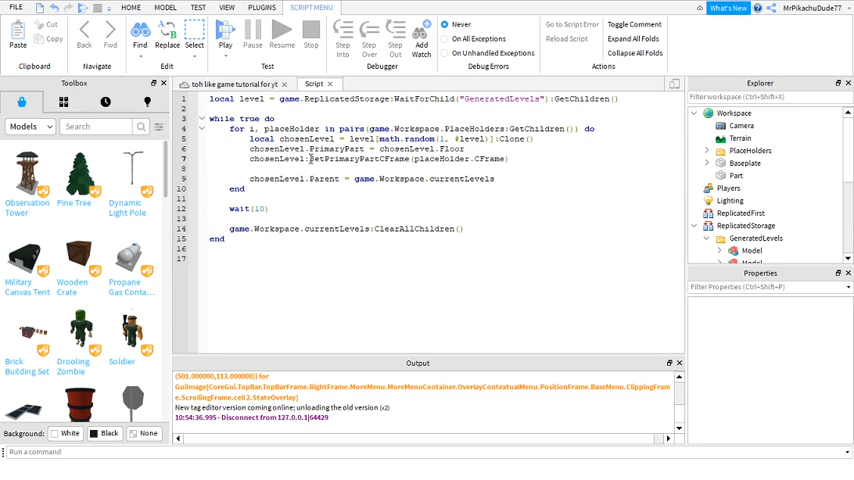 FILE HOME MODEL TEST VIEW PLUGINS SCRIPT MENU What's New MrPikachuDude77
Paste Cut Copy Clipboard
Back Forth Navigate
Find Replace Select Edit
Play Pause Resume Stop Test
Step Into Step Over Step Out Add Watch Debugger
Never
On All Exceptions
On Unhandled Exceptions
Debug Errors
Go to Script Error
Reload Script
Toggle Comment
Expand All Folds
Collapse All Folds
Actions
Toolbox
Models Search
Observation Tower
Pine Tree
Dynamic Light Pole
Military Canvas Tent
Wooden Crate
Propane Gas Conta...
Brick Building Set
Drooling Zombie
Soldier
Background: White Black None
toh like game tutorial for yt Script
1 local level = game.ReplicatedStorage:WaitForChild("GeneratedLevels"):GetChildren()
2
3 while true do
4 for i, placeHolder in pairs(game.Workspace.PlaceHolders:GetChildren()) do
5 local chosenLevel = level[math.random(1, #level)]:Clone()
6 chosenLevel.PrimaryPart = chosenLevel.Floor
7 chosenLevel:SetPrimaryPartCFrame(placeHolder.CFrame)
8
9 chosenLevel.Parent = game.Workspace.currentLevels
10 end
11
12 wait(10)
13
14 game.Workspace.currentLevels:ClearAllChildren()
15 end
16
17
Output
(501.000000,113.000000)) for
GuiImage[CoreGui.TopBar.TopBarFrame.RightFrame.MoreMenu.MoreMenuContainer.OverlayContextualMenu.PositionFrame.BaseMenu.ClippingFram
e.ScrollingFrame.cell 2.StateOverlay]
New tag editor version coming online; unloading the old version (x2)
10:54:36.995 - Disconnect from 127.0.0.1|64429
Explorer
Filter workspace (Ctrl+Shift+X)
Workspace
Camera
Terrain
PlaceHolders
Baseplate
Part
Players
Lighting
ReplicatedFirst
ReplicatedStorage
GeneratedLevels
Model
Model
Properties
Filter Properties (Ctrl+Shift+P)
Run a command